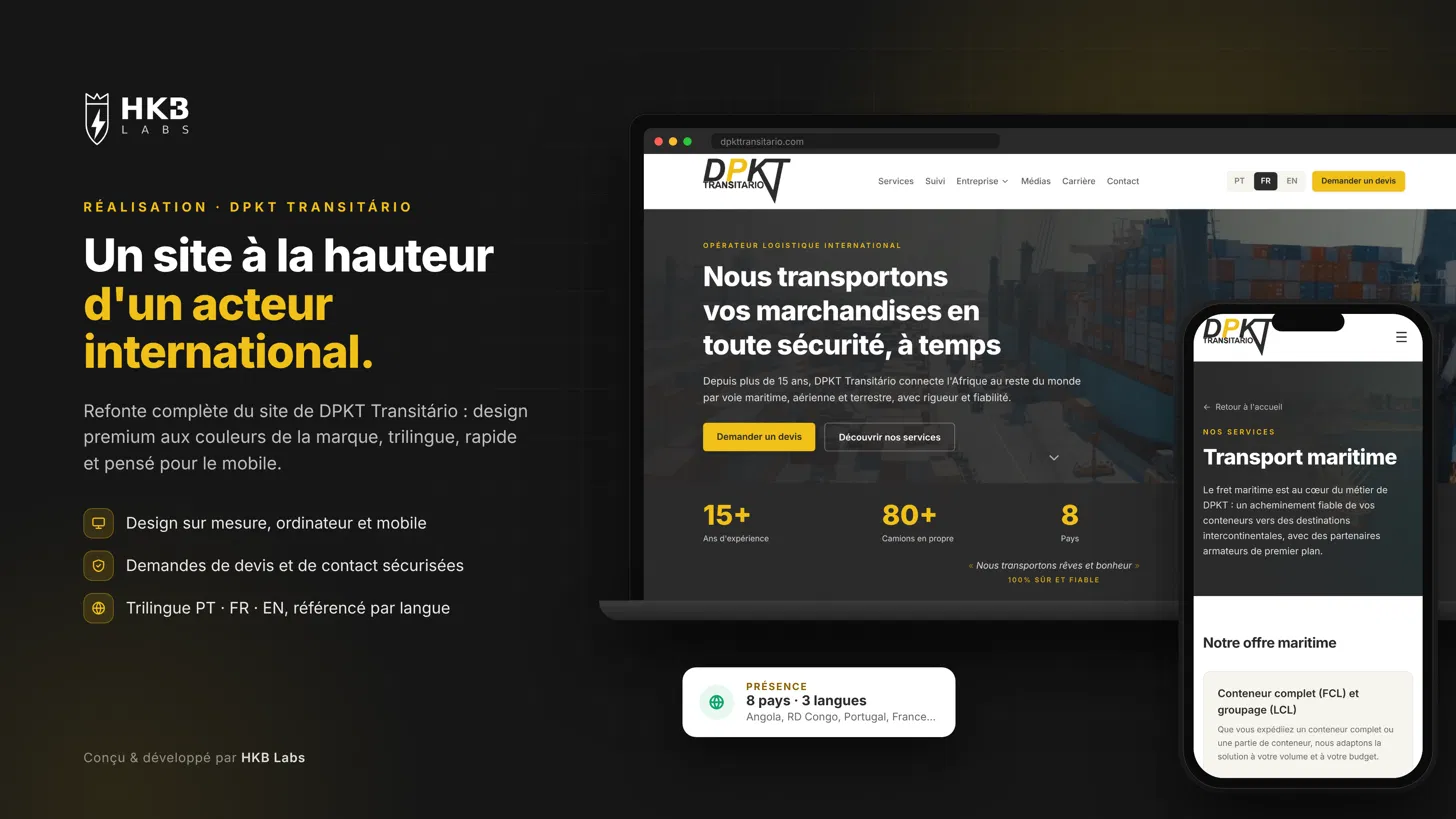 HKB
LABS
RÉALISATION · DPKT TRANSITÁRIO
Un site à la hauteur
d'un acteur
international.
Refonte complète du site de DPKT Transitário : design
premium aux couleurs de la marque, trilingue, rapide
et pensé pour le mobile.
Design sur mesure, ordinateur et mobile
Demandes de devis et de contact sécurisées
Trilingue PT · FR · EN, référencé par langue
Conçu & développé par HKB Labs
dpkttransitario.com
DPKT
TRANSITARIO
Services Suivi Entreprise Médias Carrière Contact
PT FR EN Demander un devis
OPÉRATEUR LOGISTIQUE INTERNATIONAL
Nous transportons
vos marchandises en
toute sécurité, à temps
Depuis plus de 15 ans, DPKT Transitário connecte l'Afrique au reste du monde
par voie maritime, aérienne et terrestre, avec rigueur et fiabilité.
Demander un devis Découvrir nos services
15+ 80+ 8
Ans d'expérience Camions en propre Pays
« Nous transportons rêves et bonheur »
100% SÛR ET FIABLE
PRÉSENCE
8 pays · 3 langues
Angola, RD Congo, Portugal, France...
DPKT
TRANSITARIO
← Retour à l'accueil
NOS SERVICES
Transport maritime
Le fret maritime est au cœur du métier de
DPKT : un acheminement fiable de vos
conteneurs vers des destinations
intercontinentales, avec des partenaires
armateurs de premier plan.
Notre offre maritime
Conteneur complet (FCL) et
groupage (LCL)
Que vous expédiiez un conteneur complet ou
une partie de conteneur, nous adaptons la
solution à votre volume et à votre budget.